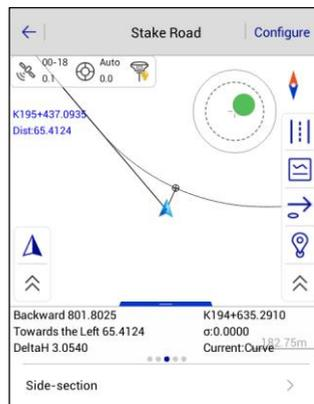 Stake Road
Configure
00-18
0.1
Auto
0.0
K195+437.0935
Dist:65.4124
Backward 801.8025
K194+635.2910
Towards the Left 65.4124
σ:0.0000
DeltaH 3.0540
Current:Curve
182.75m
Side-section